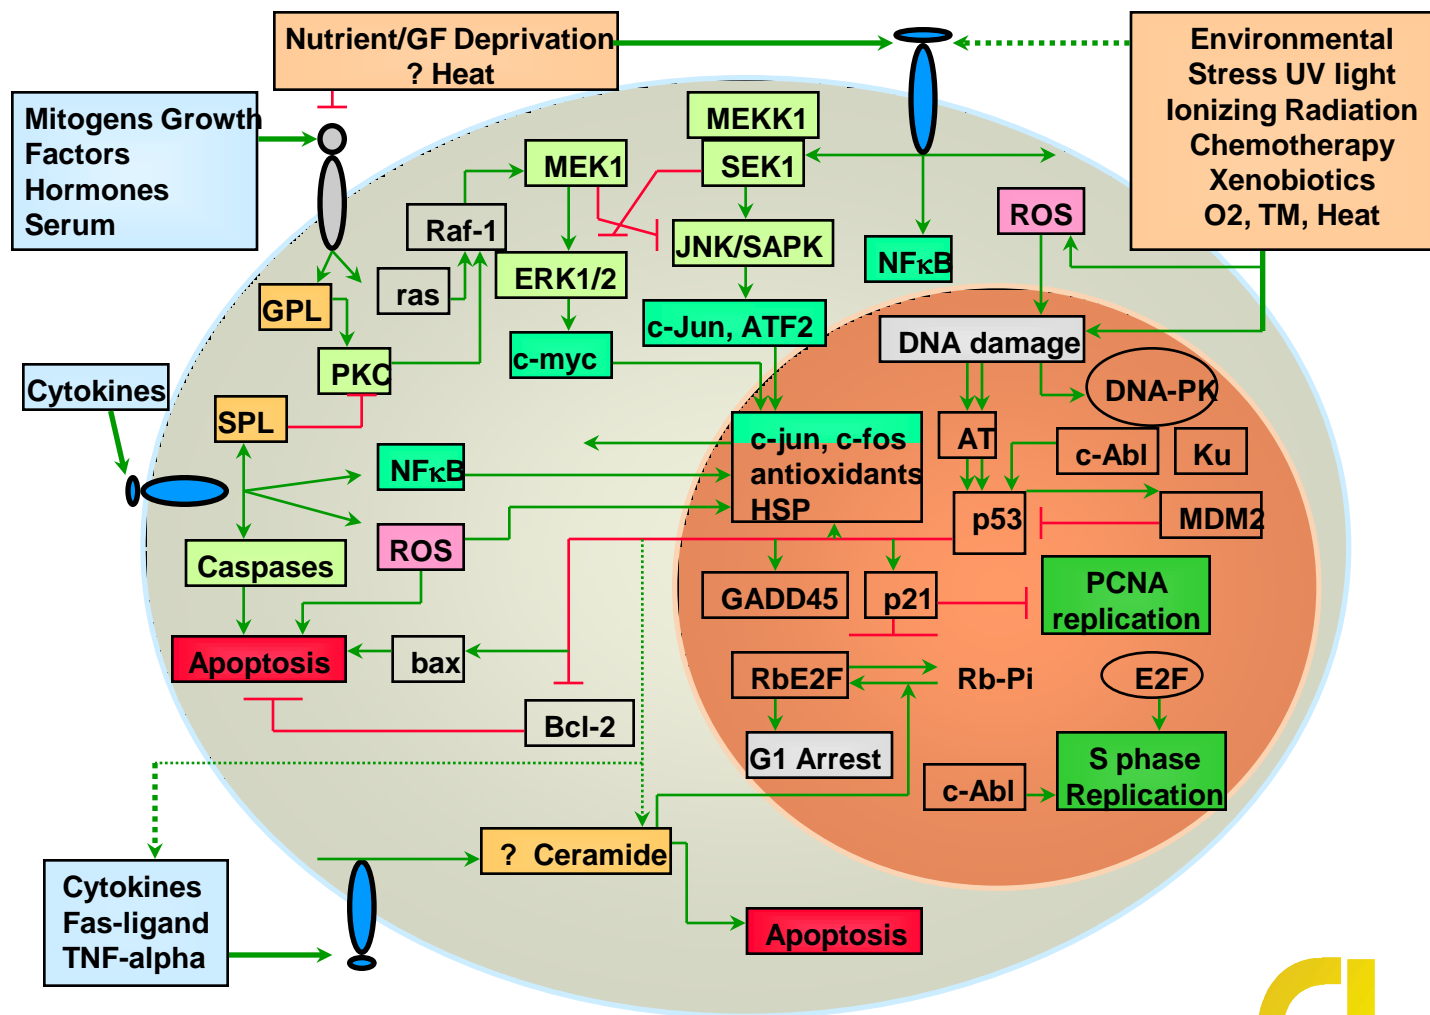 Nutrient/GF Deprivation
? Heat
Environmental
Stress UV light
Ionizing Radiation
Chemotherapy
Xenobiotics
O2, TM, Heat
Mitogens Growth
Factors
Hormones
Serum
MEKK1
SEK1
MEK1
Raf-1
ROS
JNK/SAPK
NFκB
ras
ERK1/2
GPL
c-Jun, ATF2
c-myc
DNA damage
PKC
Cytokines
DNA-PK
SPL
c-jun, c-fos
antioxidants
HSP
AT
c-Abl
Ku
NFκB
p53
MDM2
ROS
Caspases
GADD45
p21
PCNA
replication
Apoptosis
bax
RbE2F
Rb-Pi
E2F
Bcl-2
G1 Arrest
S phase
Replication
c-Abl
? Ceramide
Cytokines
Fas-ligand
TNF-alpha
Apoptosis